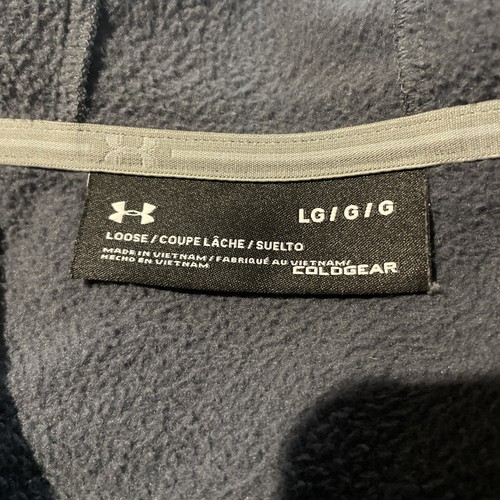 LG/G/G
LOOSE / COUPE LÂCHE / SUELTO
MADE IN VIETNAM / FABRIQUÉ AU VIETNAM/
HECHO EN VIETNAM
COLDGEAR